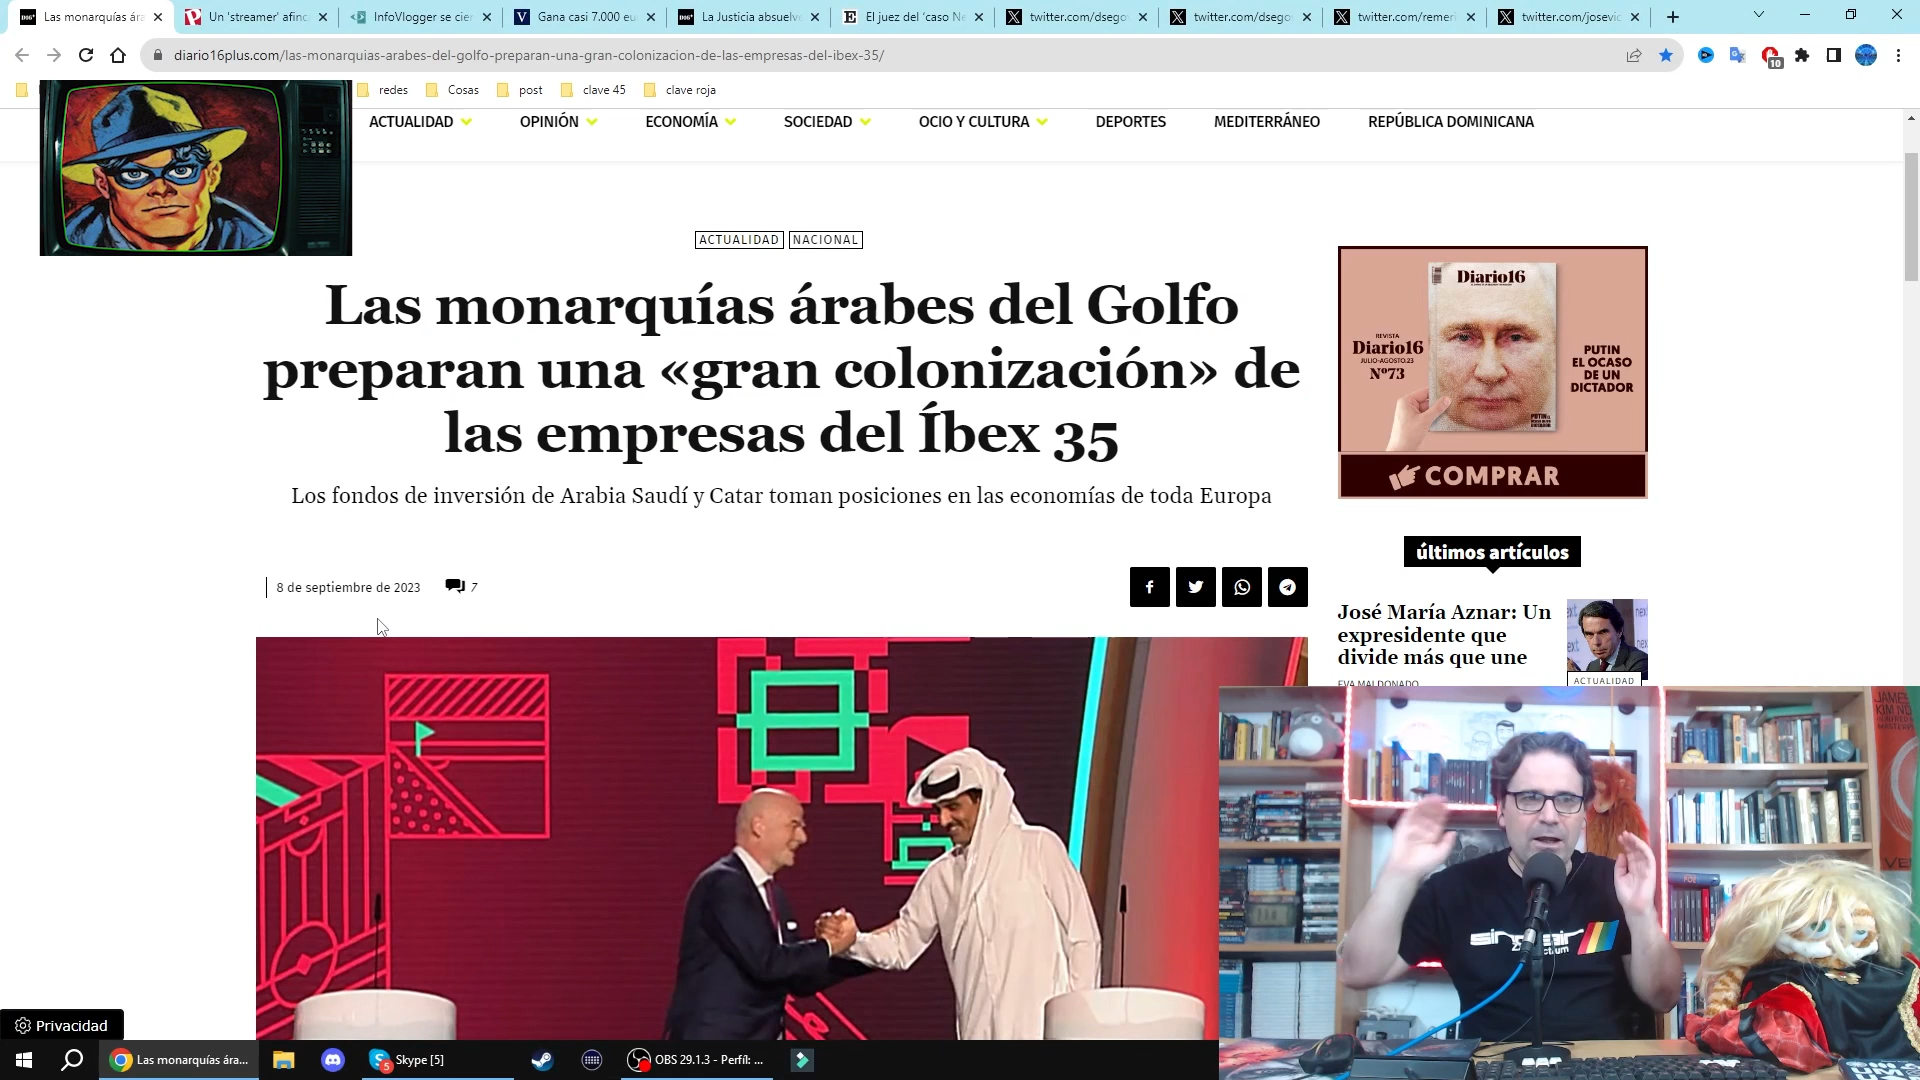 Las monarquías ára
Un 'streamer' afinc
InfoVlogger se cier
Gana casi 7.000 eu
La Justicia absuelve
El juez del 'caso Ne
twitter.com/dsego
twitter.com/dsego
twitter.com/remeri
twitter.com/josevic
diario16plus.com/las-monarquias-arabes-del-golfo-preparan-una-gran-colonizacion-de-las-empresas-del-ibex-35/
10
redes
Cosas
post
clave 45
clave roja
ACTUALIDAD
OPINIÓN
ECONOMÍA
SOCIEDAD
OCIO Y CULTURA
DEPORTES
MEDITERRÁNEO
REPÚBLICA DOMINICANA
ACTUALIDAD
NACIONAL
Las monarquías árabes del Golfo
preparan una «gran colonización» de
las empresas del Íbex 35
Los fondos de inversión de Arabia Saudí y Catar toman posiciones en las economías de toda Europa
8 de septiembre de 2023
7
Diario16
REVISTA
Diario16
JULIO-AGOSTO.23
Nº73
PUTIN
EL OCASO
DE UN
DICTADOR
COMPRAR
últimos artículos
José María Aznar: Un
expresidente que
divide más que une
EVA MALDONADO
ACTUALIDAD
sinclair
Privacidad
Las monarquías ára...
Skype [5]
5
OBS 29.1.3 - Perfil: ...